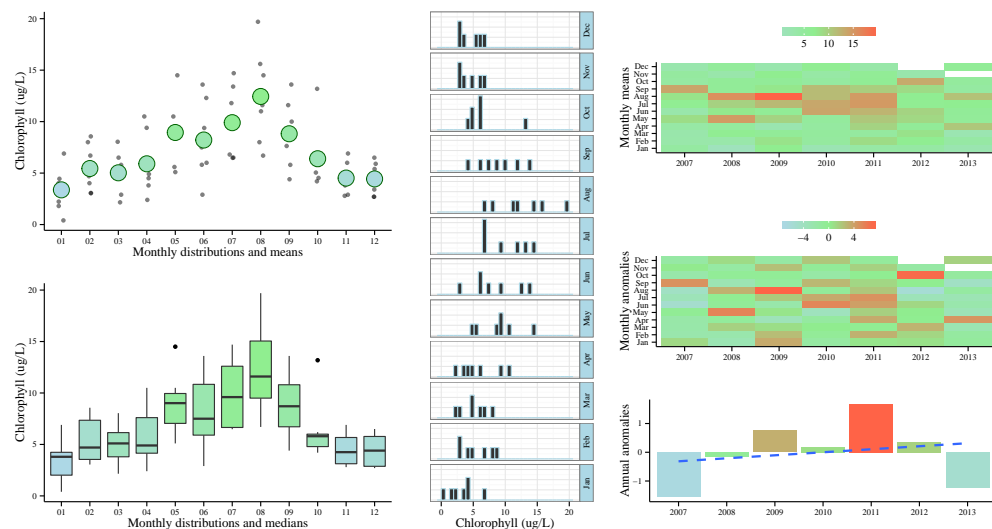 20
15
10
5
0
Chlorophyll (ug/L)
01 02 03 04 05 06 07 08 09 10 11 12
Monthly distributions and means
20
15
10
5
0
Chlorophyll (ug/L)
01 02 03 04 05 06 07 08 09 10 11 12
Monthly distributions and medians
Dec
Nov
Oct
Sep
Aug
Jul
Jun
May
Apr
Mar
Feb
Jan
0 5 10 15 20
Chlorophyll (ug/L)
5 10 15
Monthly means
Dec
Nov
Oct
Sep
Aug
Jul
Jun
May
Apr
Mar
Feb
Jan
2007 2008 2009 2010 2011 2012 2013
−4 0 4
Monthly anomalies
Dec
Nov
Oct
Sep
Aug
Jul
Jun
May
Apr
Mar
Feb
Jan
2007 2008 2009 2010 2011 2012 2013
Annual anomalies
1
0
−1
2007 2008 2009 2010 2011 2012 2013